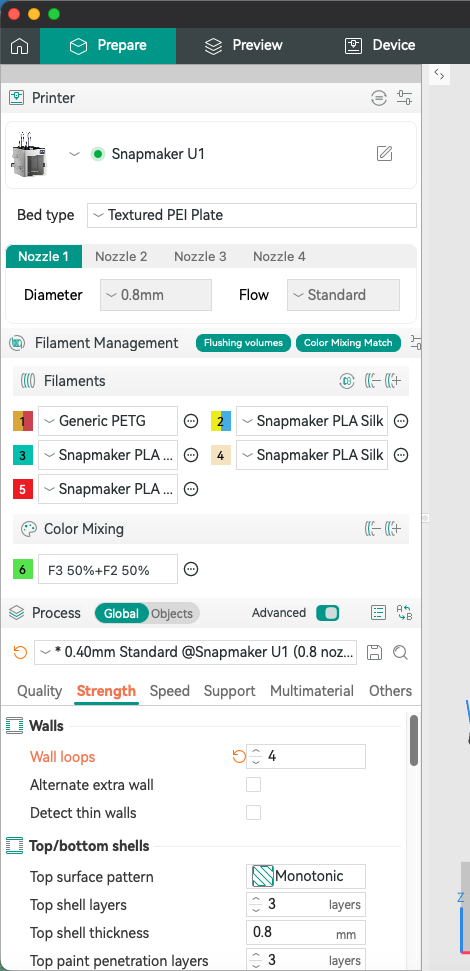 Prepare Preview Device
Printer
Snapmaker U1
Bed type Textured PEI Plate
Nozzle 1 Nozzle 2 Nozzle 3 Nozzle 4
Diameter 0.8mm Flow Standard
Filament Management Flushing volumes Color Mixing Match
Filaments
1 Generic PETG 2 Snapmaker PLA Silk
3 Snapmaker PLA ... 4 Snapmaker PLA Silk
5 Snapmaker PLA ...
Color Mixing
6 F3 50%+F2 50%
Process Global Objects Advanced
* 0.40mm Standard @Snapmaker U1 (0.8 noz...
Quality Strength Speed Support Multimaterial Others
Walls
Wall loops 4
Alternate extra wall
Detect thin walls
Top/bottom shells
Top surface pattern Monotonic
Top shell layers 3 layers
Top shell thickness 0.8 mm
Top paint penetration layers 3 layers
Z